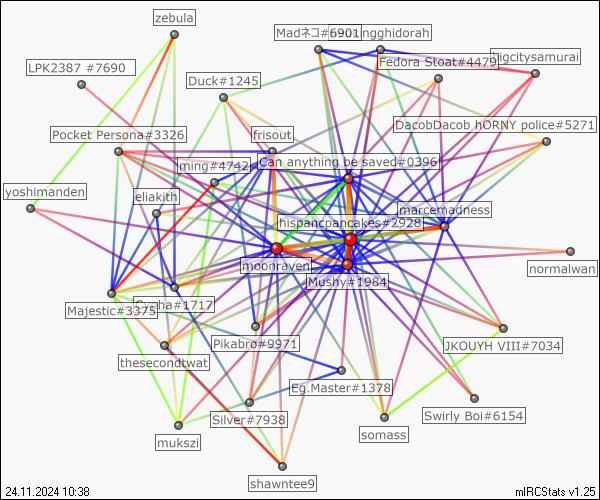 zebula
Madネコ#6901
bigcitysamurai
Fedora Stoat#4479
LPK2387 #7690
Duck#1245
DacobDacob hORNY police#5271
Pocket Persona#3326
frisout
Can anything be saved#0396
ming#4742
yoshimanden
eliakith
marcemadness
hispancpancakes#2928
moonraven
normalwan
Mushy#1984
Majestic#3375
#1717
Pikabro#9971
JKOUYH VIII#7034
thesecondtwat
Eg.Master#1378
Silver#7938
Swirly Boi#6154
somass
mukszi
shawntee9
24.11.2024 10:38
mIRCStats v1.25